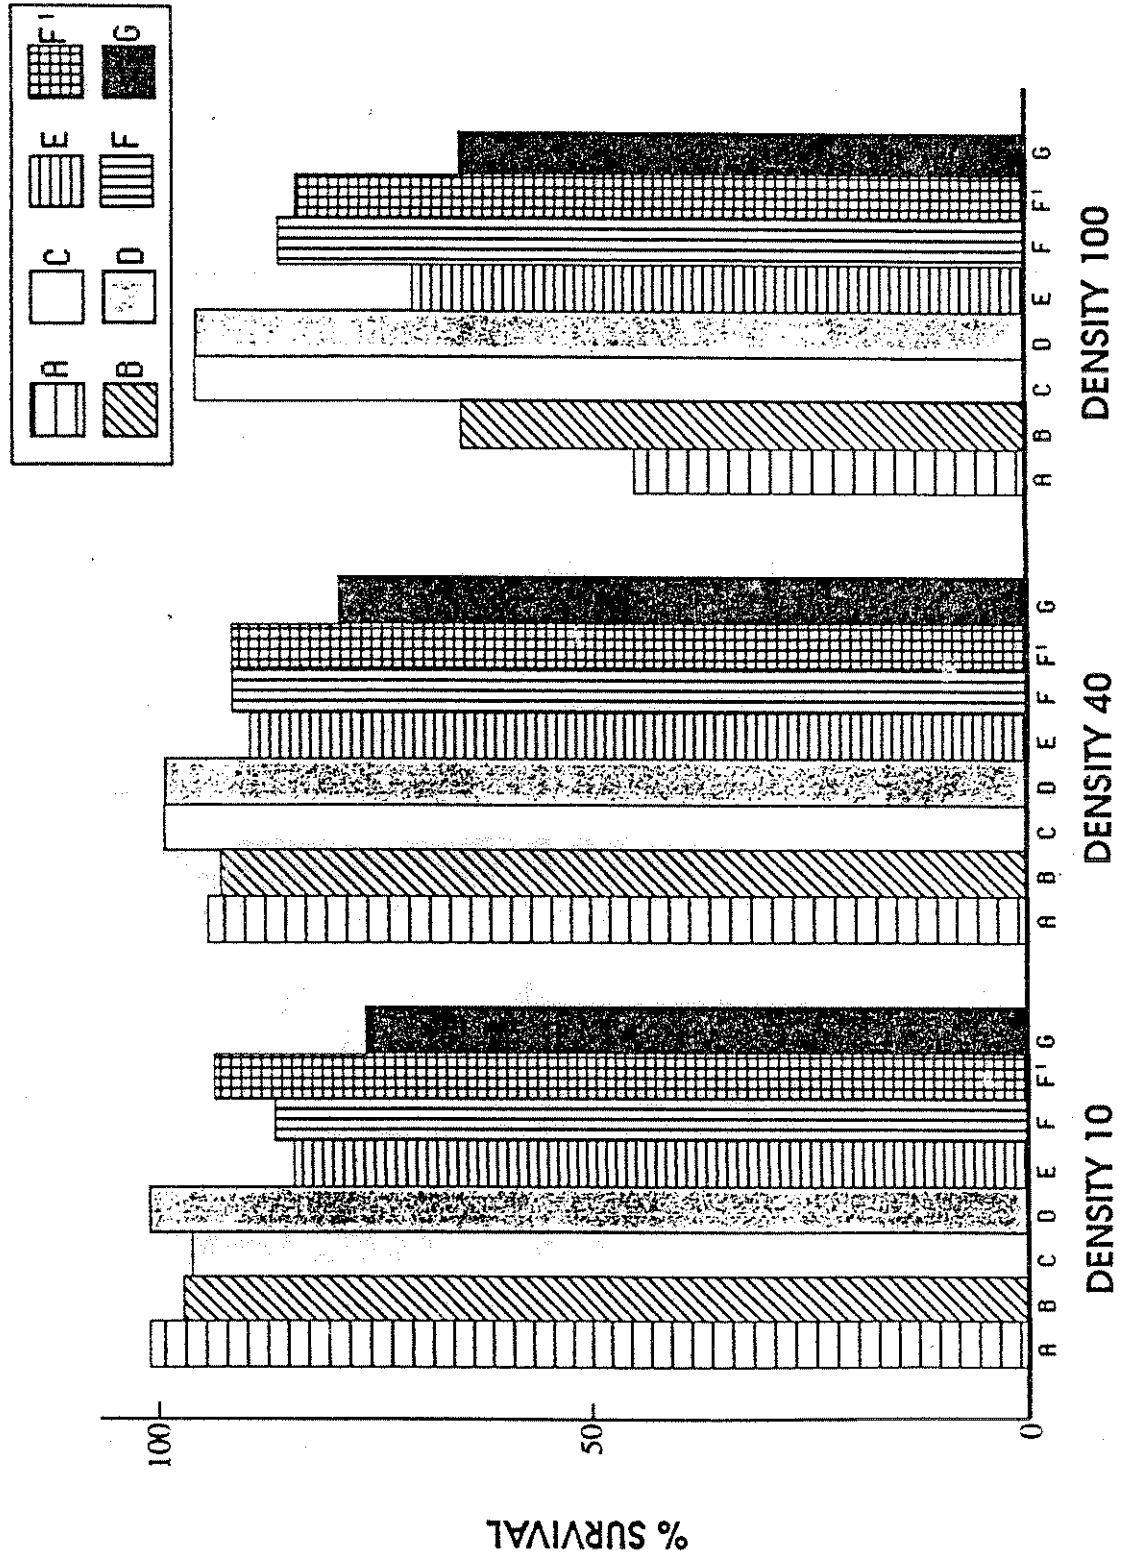 A C E F'
B D F G
% SURVIVAL
100
50
0
A B C D E F F' G
A B C D E F F' G
A B C D E F F' G
DENSITY 10
DENSITY 40
DENSITY 100